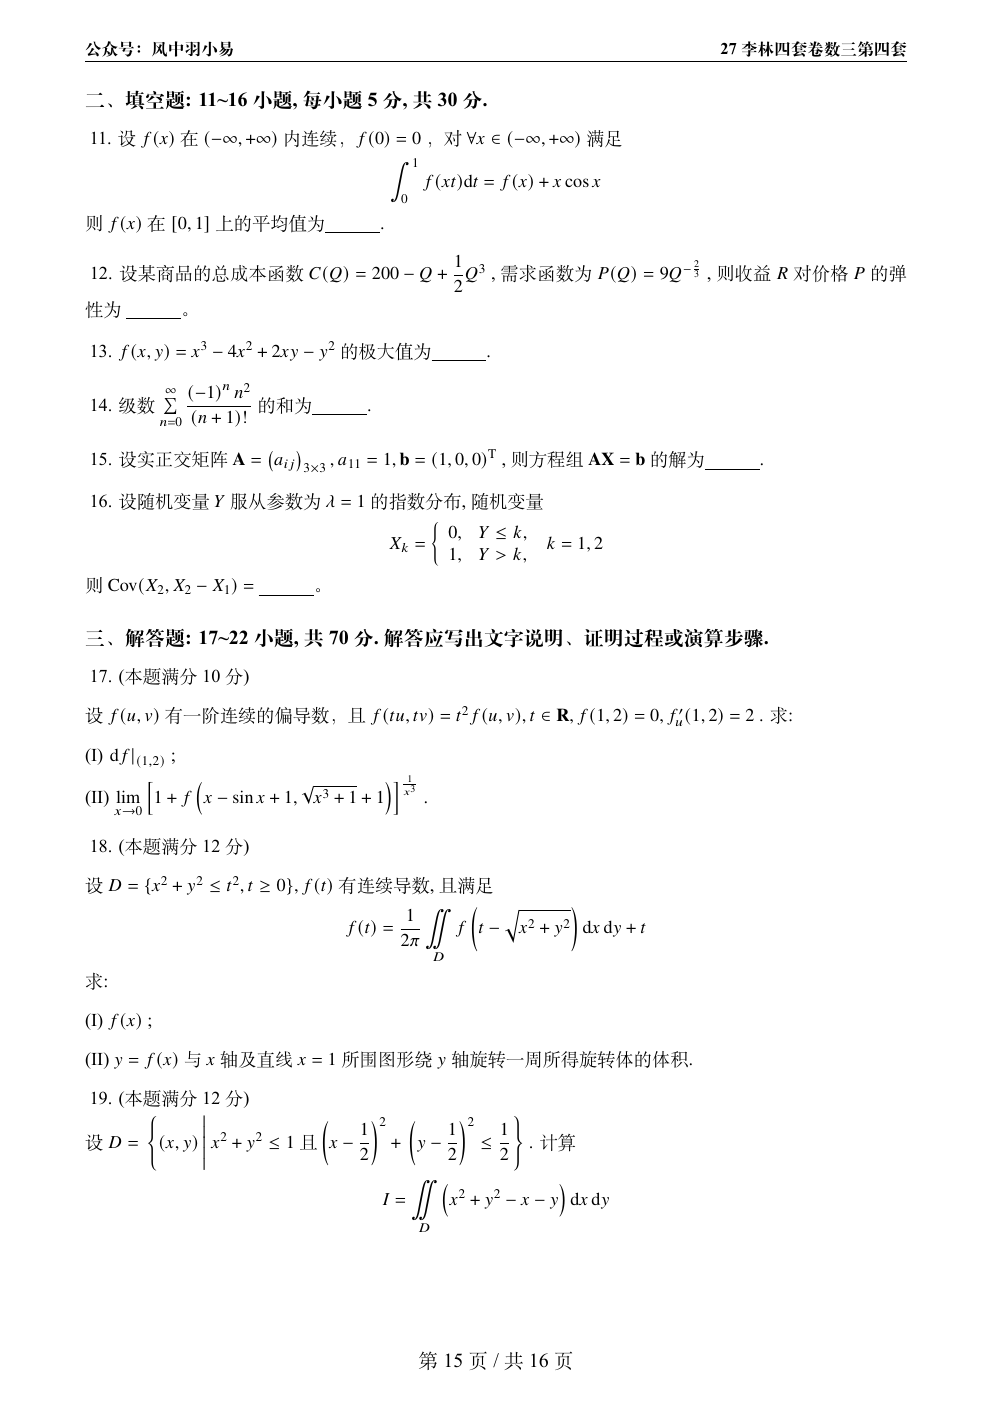 公众号：风中羽小易 27 李林四套卷数三第四套
二、填空题: 11~16 小题, 每小题 5 分, 共 30 分.
11. 设 f(x) 在 (−∞, +∞) 内连续，f(0) = 0，对 ∀x ∈ (−∞, +∞) 满足
∫₀¹ f(xt)dt = f(x) + x cos x
则 f(x) 在 [0, 1] 上的平均值为______.
12. 设某商品的总成本函数 C(Q) = 200 − Q + 1/2 Q³ , 需求函数为 P(Q) = 9Q^{−2/3} , 则收益 R 对价格 P 的弹
性为 ______。
13. f(x, y) = x³ − 4x² + 2xy − y² 的极大值为______.
14. 级数 ∑_{n=0}^{∞} (−1)ⁿ n² / (n + 1)! 的和为______.
15. 设实正交矩阵 A = (a_{ij})_{3×3} , a₁₁ = 1, b = (1, 0, 0)^T , 则方程组 AX = b 的解为______.
16. 设随机变量 Y 服从参数为 λ = 1 的指数分布, 随机变量
X_k = { 0, Y ≤ k, 1, Y > k, k = 1, 2
则 Cov(X₂, X₂ − X₁) = ______。
三、解答题: 17~22 小题, 共 70 分. 解答应写出文字说明、证明过程或演算步骤.
17. (本题满分 10 分)
设 f(u, v) 有一阶连续的偏导数，且 f(tu, tv) = t² f(u, v), t ∈ R, f(1, 2) = 0, f′_u(1, 2) = 2 . 求:
(I) df|_{(1,2)} ;
(II) lim_{x→0} [1 + f(x − sin x + 1, √(x³ + 1) + 1)]^{1/x³} .
18. (本题满分 12 分)
设 D = {x² + y² ≤ t², t ≥ 0}, f(t) 有连续导数, 且满足
f(t) = 1/(2π) ∬_D f(t − √(x² + y²)) dx dy + t
求:
(I) f(x) ;
(II) y = f(x) 与 x 轴及直线 x = 1 所围图形绕 y 轴旋转一周所得旋转体的体积.
19. (本题满分 12 分)
设 D = {(x, y) | x² + y² ≤ 1 且 (x − 1/2)² + (y − 1/2)² ≤ 1/2} . 计算
I = ∬_D (x² + y² − x − y) dx dy
第 15 页 / 共 16 页